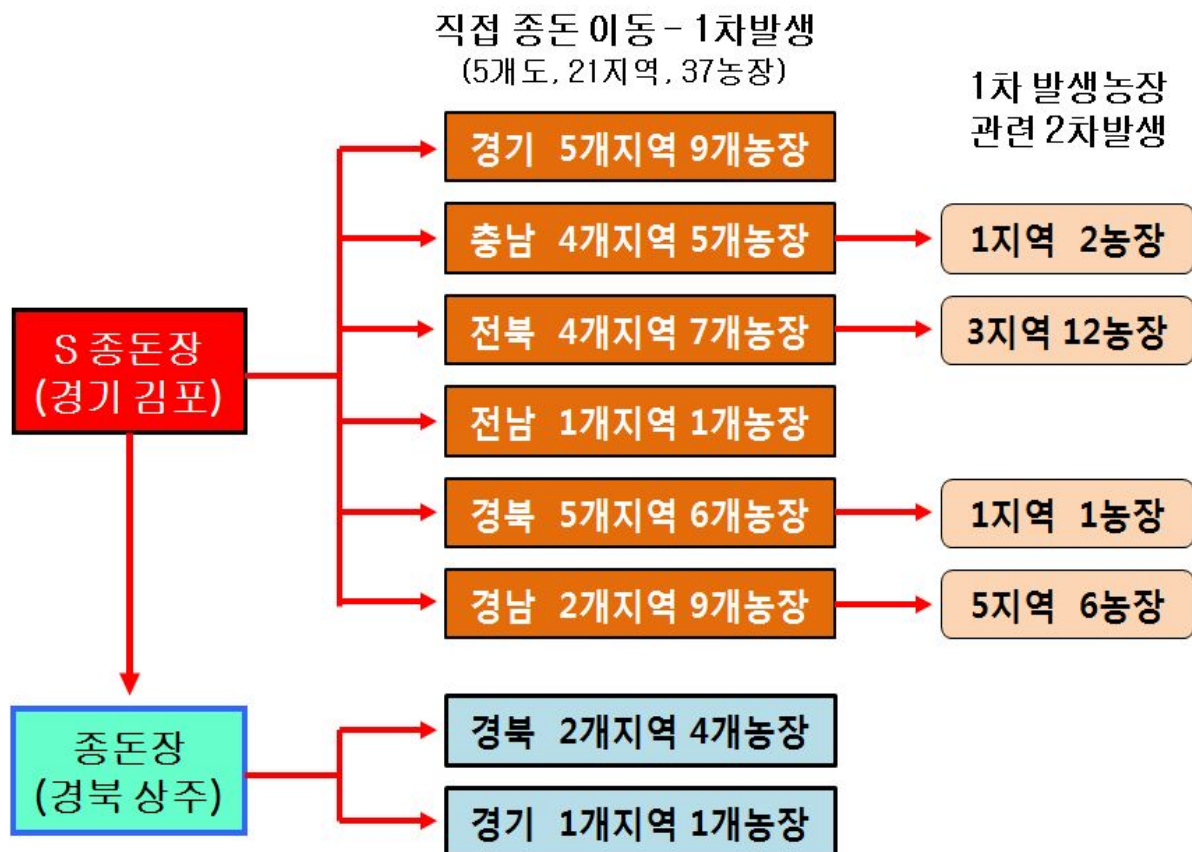 직접 종돈 이동 – 1차발생
(5개도, 21지역, 37농장)
1차 발생농장
관련 2차발생
경기 5개지역 9개농장
충남 4개지역 5개농장
1지역 2농장
전북 4개지역 7개농장
3지역 12농장
S 종돈장
(경기 김포)
전남 1개지역 1개농장
경북 5개지역 6개농장
1지역 1농장
경남 2개지역 9개농장
5지역 6농장
종돈장
(경북 상주)
경북 2개지역 4개농장
경기 1개지역 1개농장